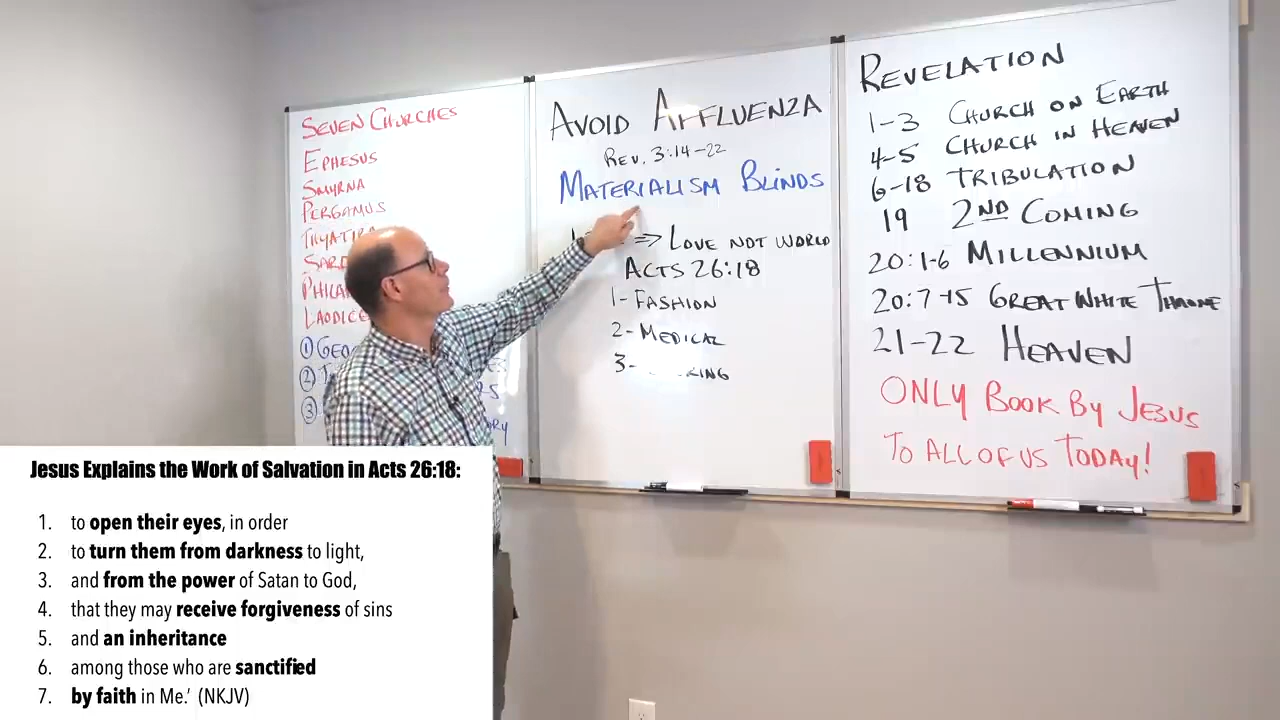 SEVEN CHURCHES
EPHESUS
SMYRNA
PERGAMUS
THYATIRA
①
②
③
AVOID AFFLUENZA
REV. 3:14-22
MATERIALISM BLINDS
=> LOVE NOT WORLD
ACTS 26:18
1- FASHION
2- MEDICAL
3-
REVELATION
1-3 CHURCH ON EARTH
4-5 CHURCH IN HEAVEN
6-18 TRIBULATION
19 2ND COMING
20:1-6 MILLENNIUM
20:7-15 GREAT WHITE THRONE
21-22 HEAVEN
ONLY BOOK BY JESUS
TO ALL OF US TODAY!
Jesus Explains the Work of Salvation in Acts 26:18:
1. to open their eyes, in order
2. to turn them from darkness to light,
3. and from the power of Satan to God,
4. that they may receive forgiveness of sins
5. and an inheritance
6. among those who are sanctified
7. by faith in Me.' (NKJV)